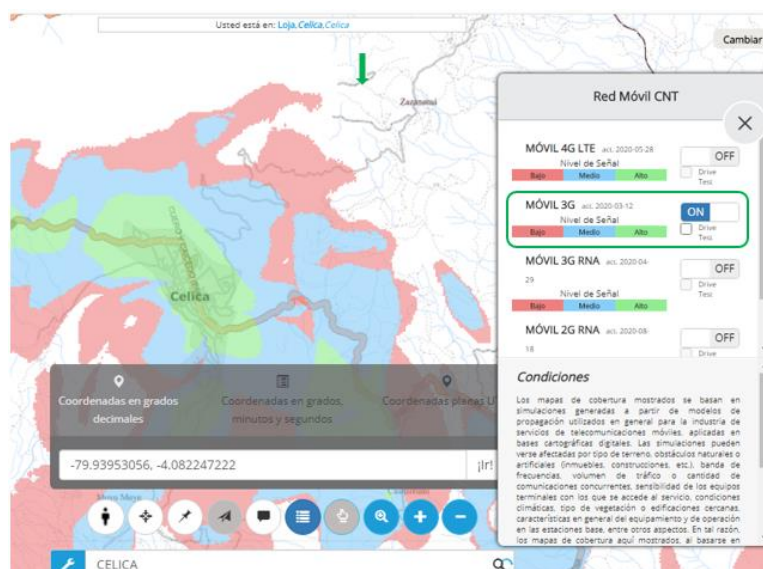 Usted está en: Loja,Celica,Celica
Cambiar
Zazanamá
Celica
Red Móvil CNT
MÓVIL 4G LTE act. 2020-05-28
OFF
Nivel de Señal
Bajo Medio Alto
Drive
Test
MÓVIL 3G act. 2020-03-12
ON
Nivel de Señal
Bajo Medio Alto
Drive
Test
MÓVIL 3G RNA act. 2020-04-
29
OFF
Nivel de Señal
Bajo Medio Alto
Drive
Test
MÓVIL 2G RNA act. 2020-08-
18
OFF
Drive
Condiciones
Los mapas de cobertura mostrados se basan en
simulaciones generadas a partir de modelos de
propagación utilizados en general para la industria de
servicios de telecomunicaciones móviles, aplicadas en
bases cartográficas digitales. Las simulaciones pueden
verse afectadas por tipo de terreno, obstáculos naturales o
artificiales (inmuebles, construcciones, etc.), banda de
frecuencias, volumen de tráfico o cantidad de
comunicaciones concurrentes, sensibilidad de los equipos
terminales con los que se accede al servicio, condiciones
climáticas, tipo de vegetación o edificaciones cercanas,
características en general del equipamiento y de operación
en las estaciones base, entre otros aspectos. En tal razón,
los mapas de cobertura aquí mostrados, al basarse en
Coordenadas en grados
decimales
Coordenadas en grados,
minutos y segundos
Coordenadas planas U
-79.93953056, -4.082247222
¡Ir!
CELICA